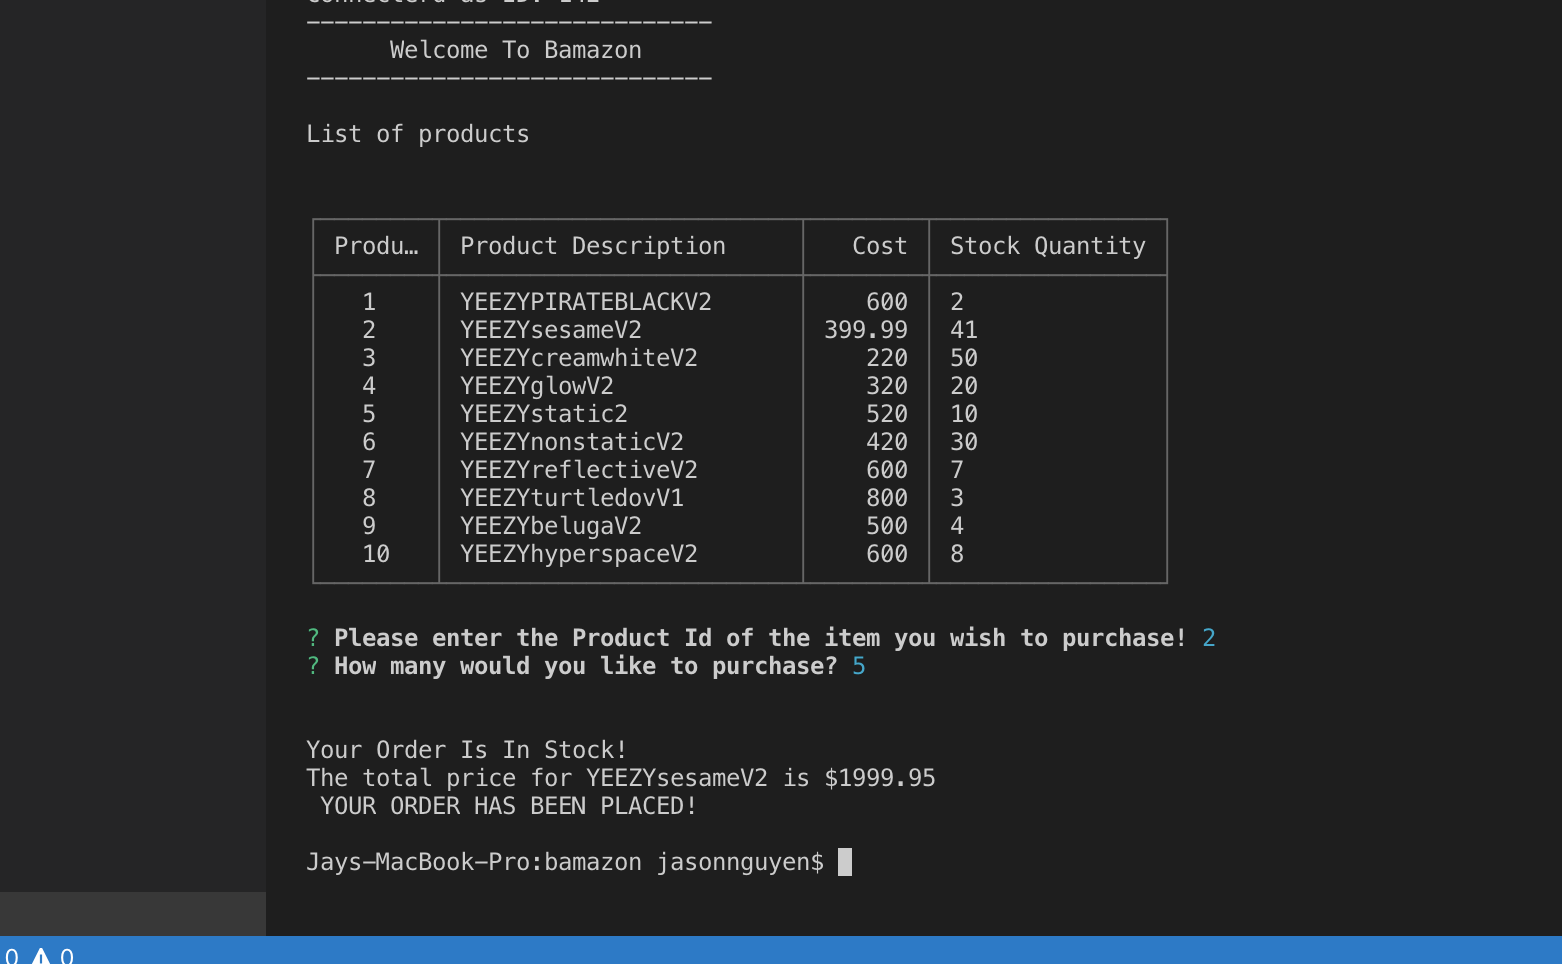 ----------------------------- 
Welcome To Bamazon
-----------------------------
List of products
Produ… Product Description Cost Stock Quantity
1 YEEZYPIRATEBLACKV2 600 2
2 YEEZYsesameV2 399.99 41
3 YEEZYcreamwhiteV2 220 50
4 YEEZYglowV2 320 20
5 YEEZYstatic2 520 10
6 YEEZYnonstaticV2 420 30
7 YEEZYreflectiveV2 600 7
8 YEEZYturtledovV1 800 3
9 YEEZYbelugaV2 500 4
10 YEEZYhyperspaceV2 600 8
? Please enter the Product Id of the item you wish to purchase! 2
? How many would you like to purchase? 5
Your Order Is In Stock!
The total price for YEEZYsesameV2 is $1999.95
YOUR ORDER HAS BEEN PLACED!
Jays-MacBook-Pro:bamazon jasonnguyen$
0 0